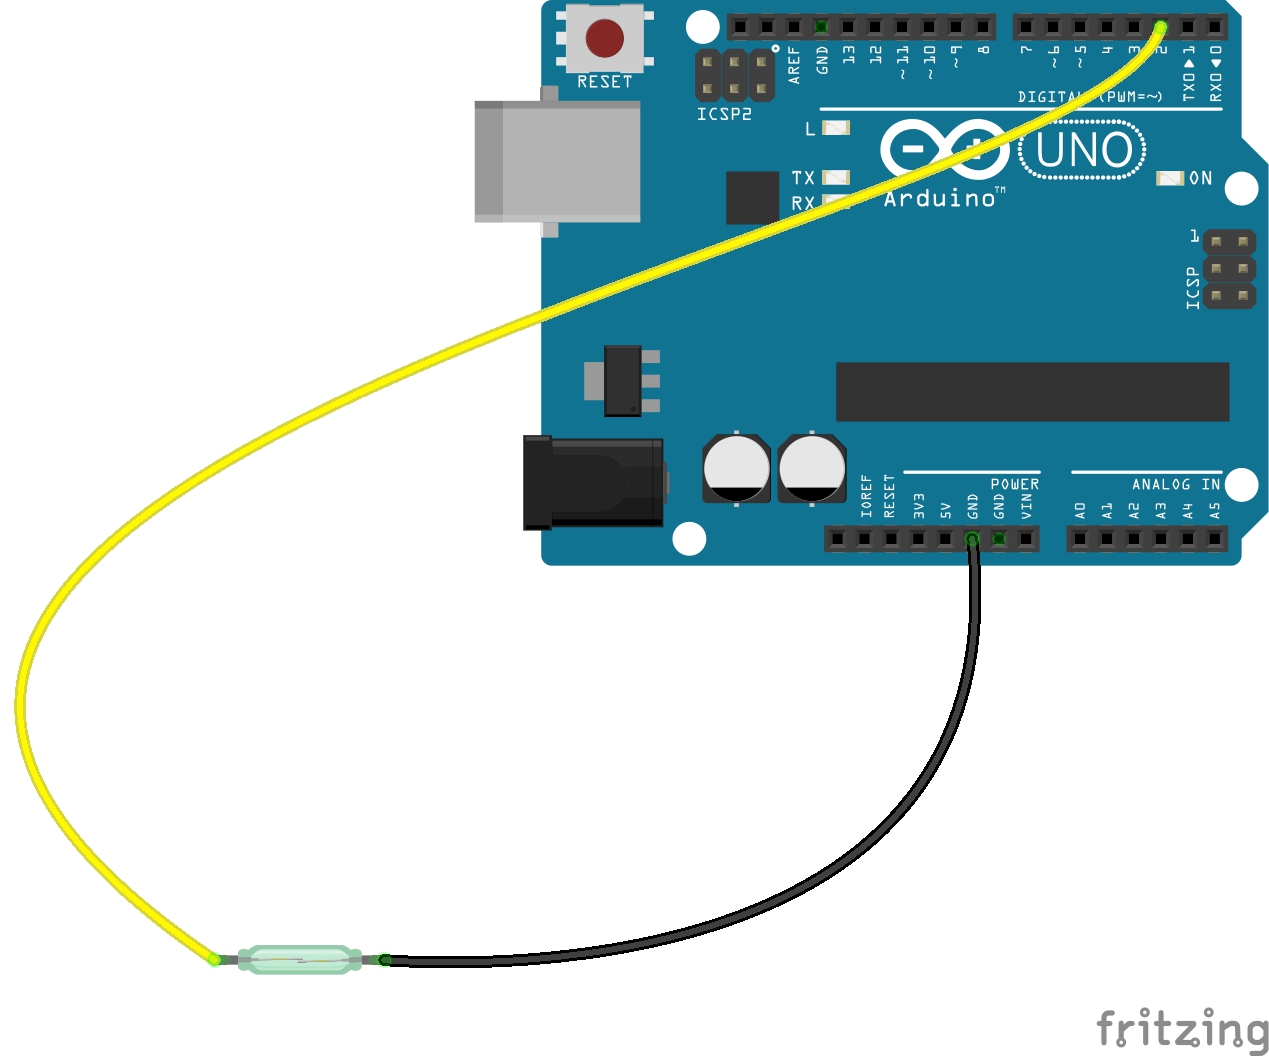 RESET
ICSP2
AREF
GND
13
12
~11
~10
~9
8
7
~6
~5
4
3
2
TX0▶1
RX0◀0
DIGITAL (PWM=~)
L
TX
RX
Arduino™
UNO
ON
1
ICSP
POWER
ANALOG IN
IOREF
RESET
3V3
5V
GND
GND
VIN
A0
A1
A2
A3
A4
A5
fritzing